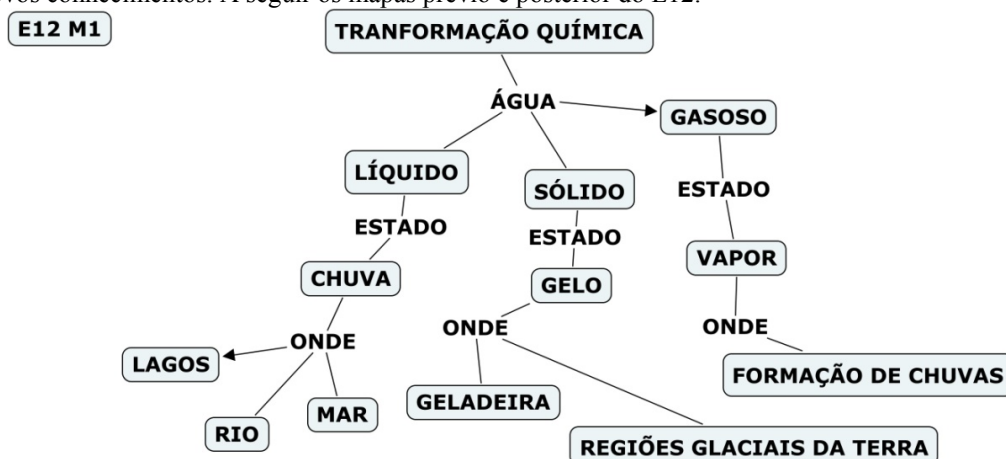 vos conhecimentos. A seguir os mapas prévio e posterior do E12.
E12 M1
TRANFORMAÇÃO QUÍMICA
ÁGUA
GASOSO
LÍQUIDO
SÓLIDO
ESTADO
ESTADO
ESTADO
CHUVA
GELO
VAPOR
ONDE
ONDE
ONDE
LAGOS
RIO
MAR
GELADEIRA
REGIÕES GLACIAIS DA TERRA
FORMAÇÃO DE CHUVAS